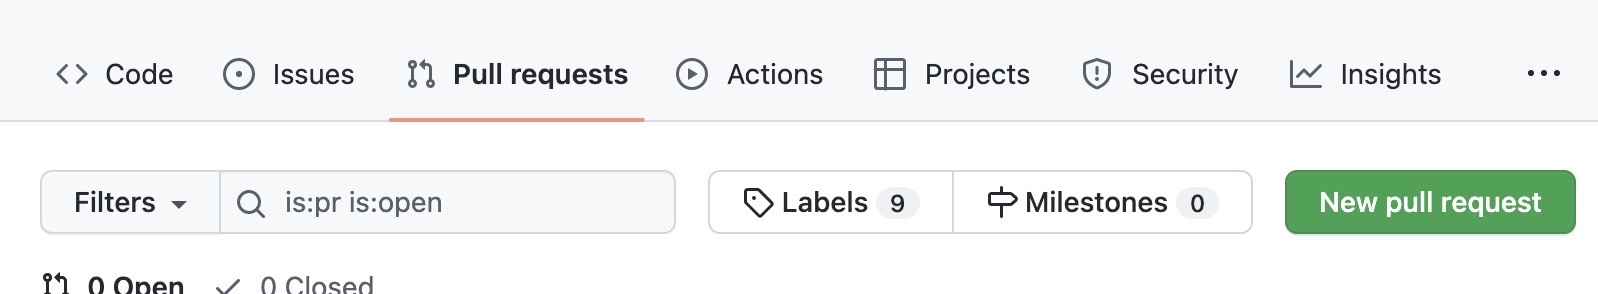 Code Issues Pull requests Actions Projects Security Insights ...
Filters is:pr is:open Labels 9 Milestones 0 New pull request
0 Open 0 Closed